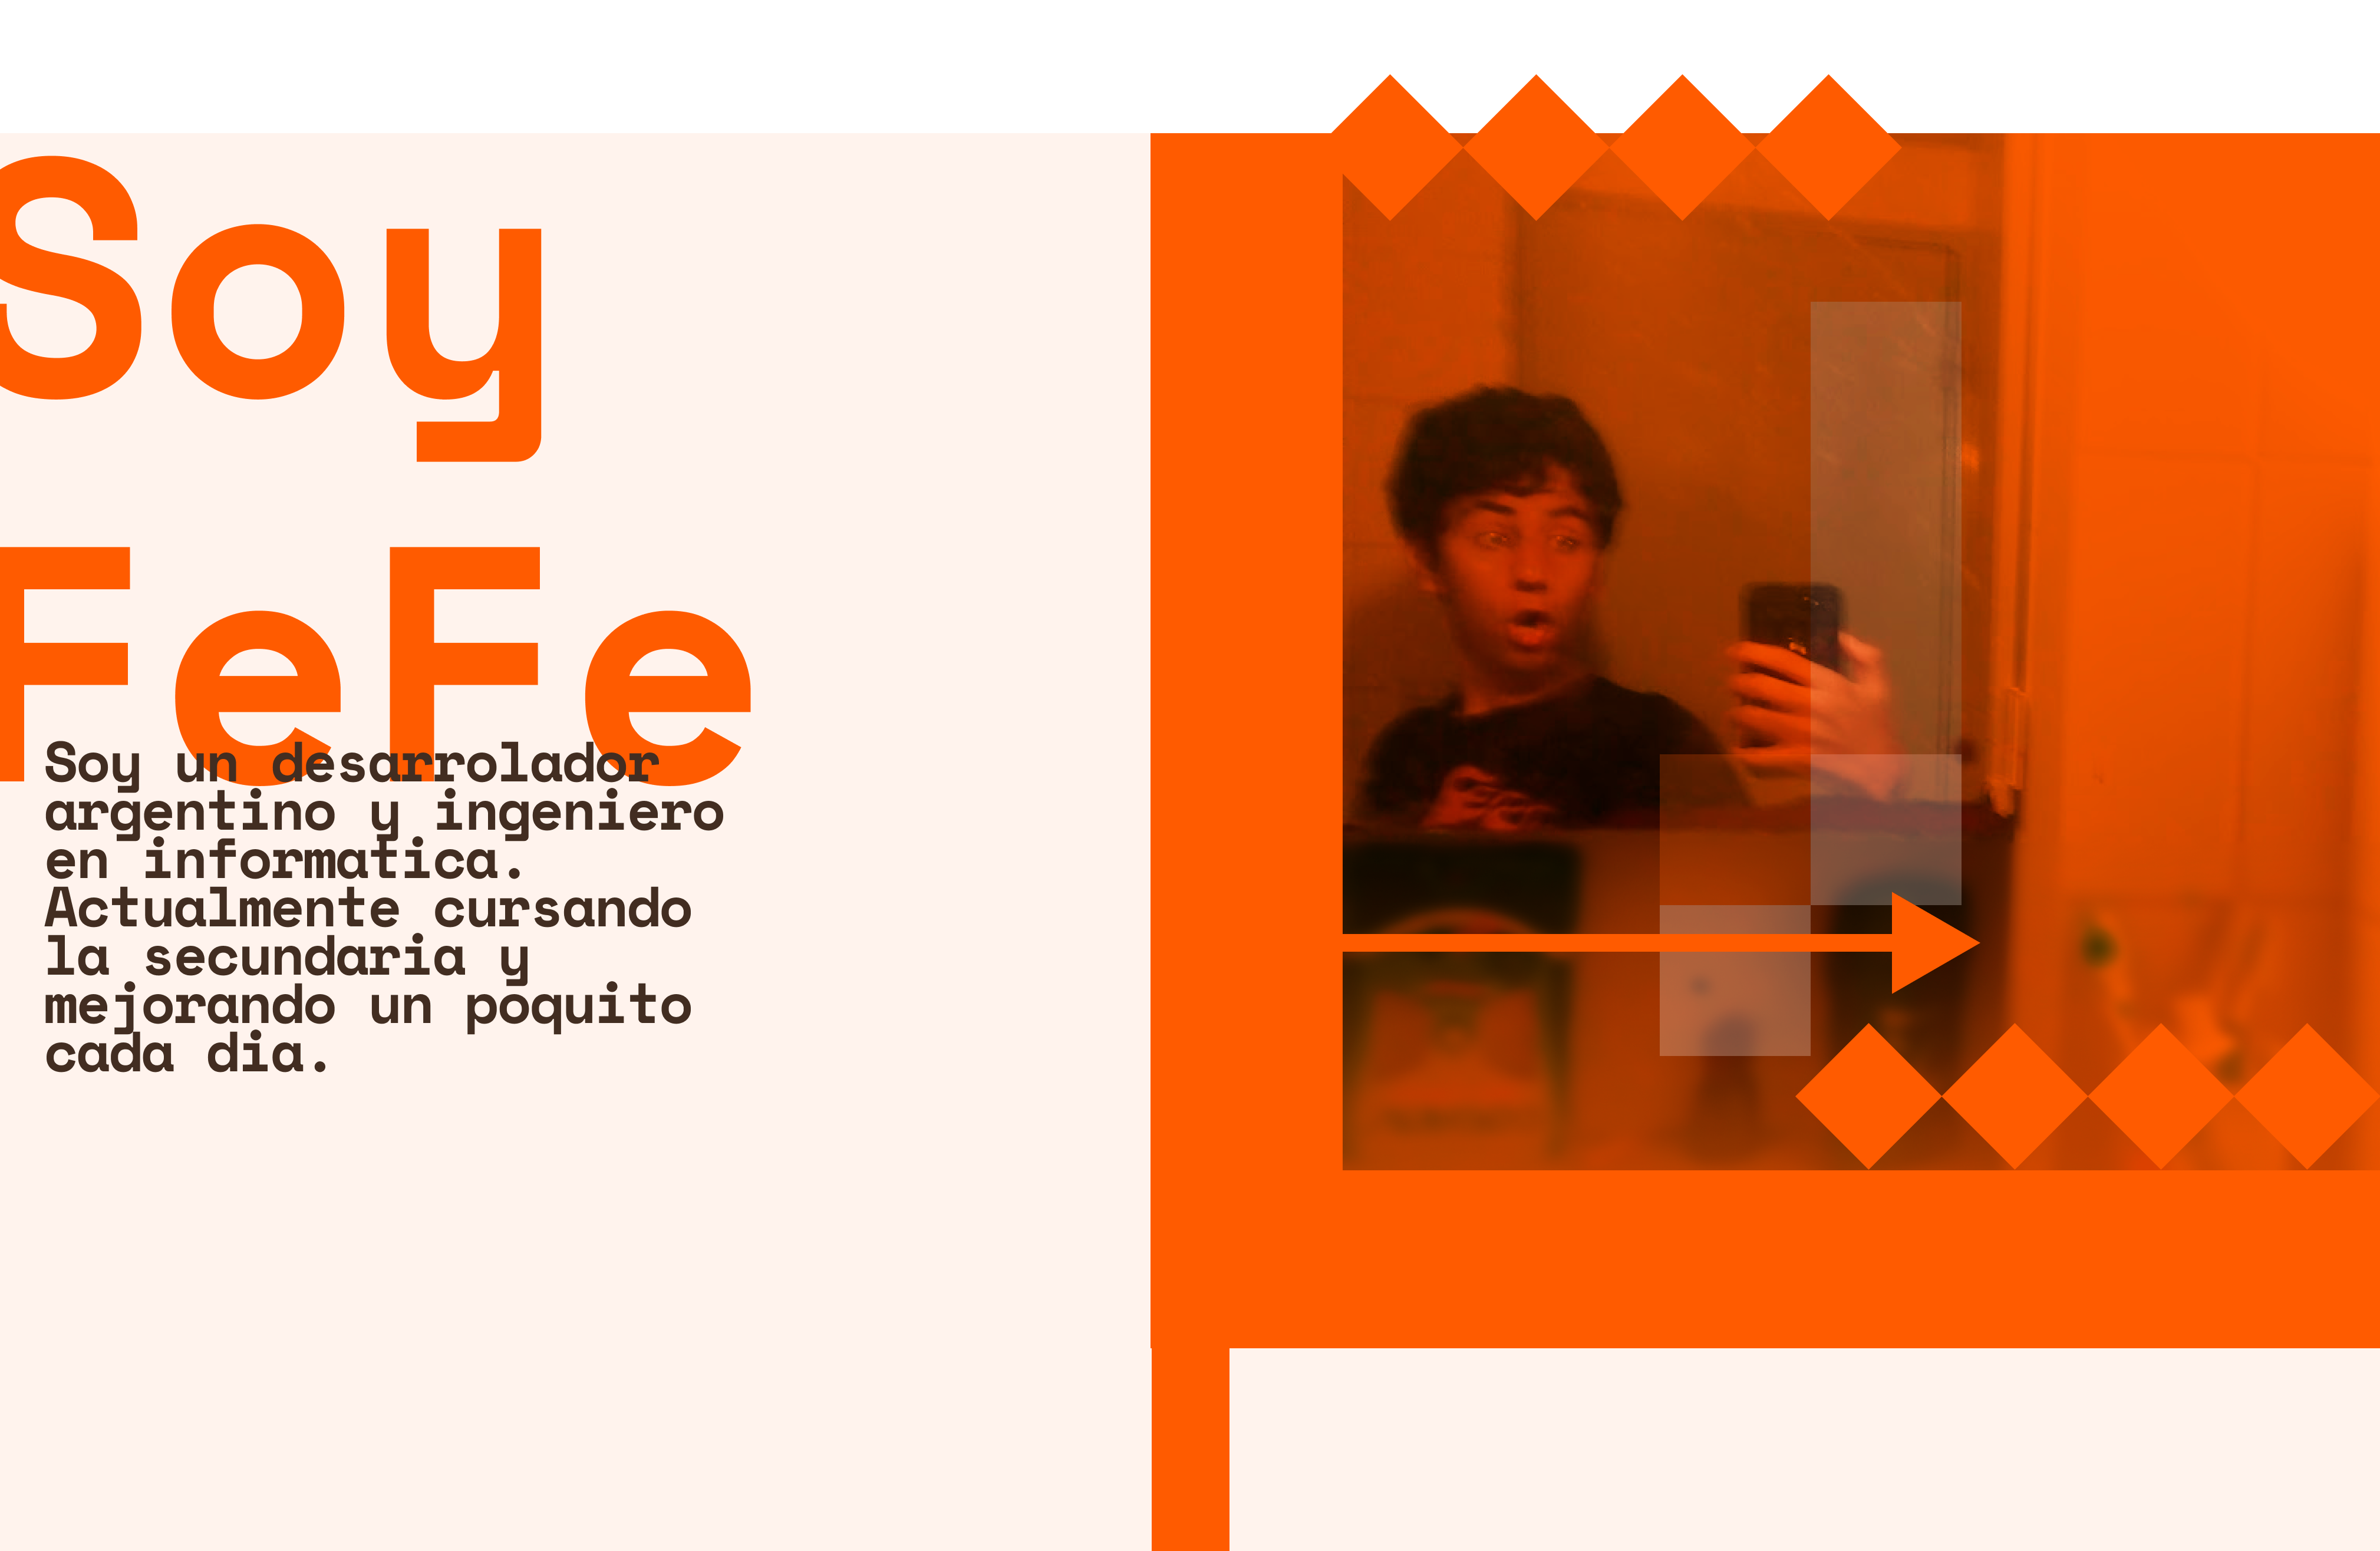 Soy
FeFe
Soy un desarrolador
argentino y ingeniero
en informatica.
Actualmente cursando
la secundaria y
mejorando un poquito
cada dia.